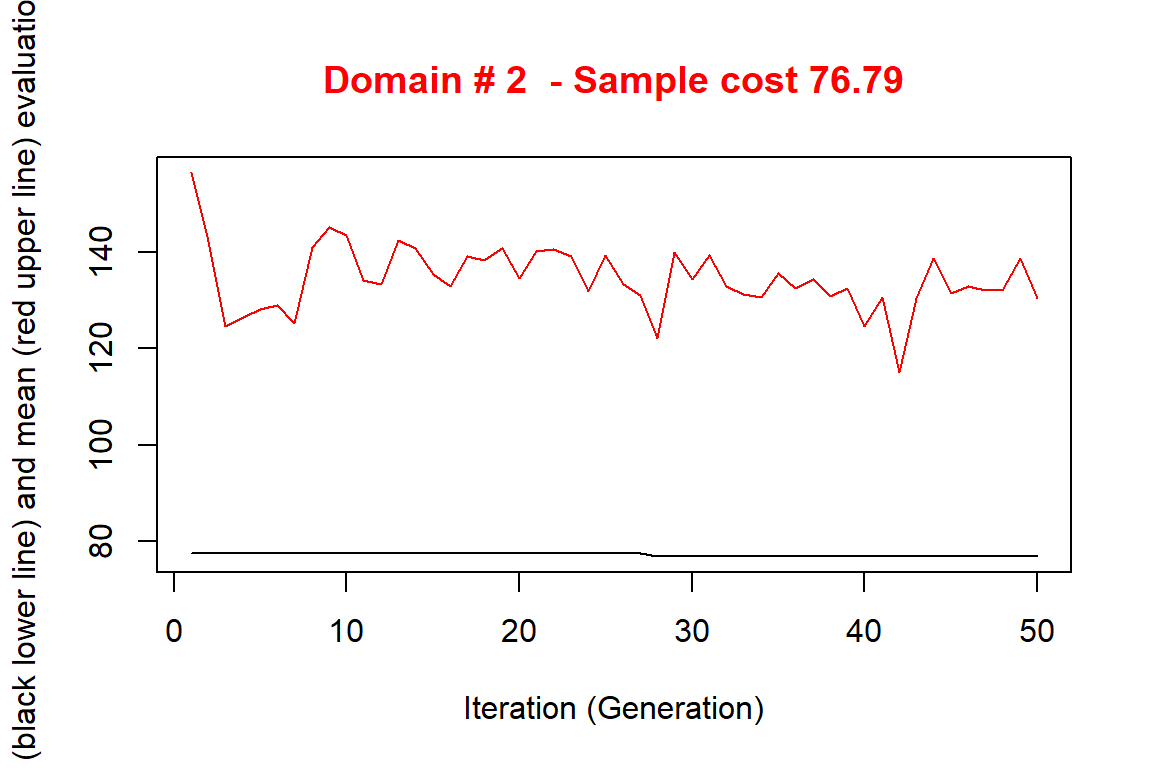 Domain # 2  - Sample cost 76.79
(black lower line) and mean (red upper line) evaluatio
140
120
100
80
0 10 20 30 40 50
Iteration (Generation)